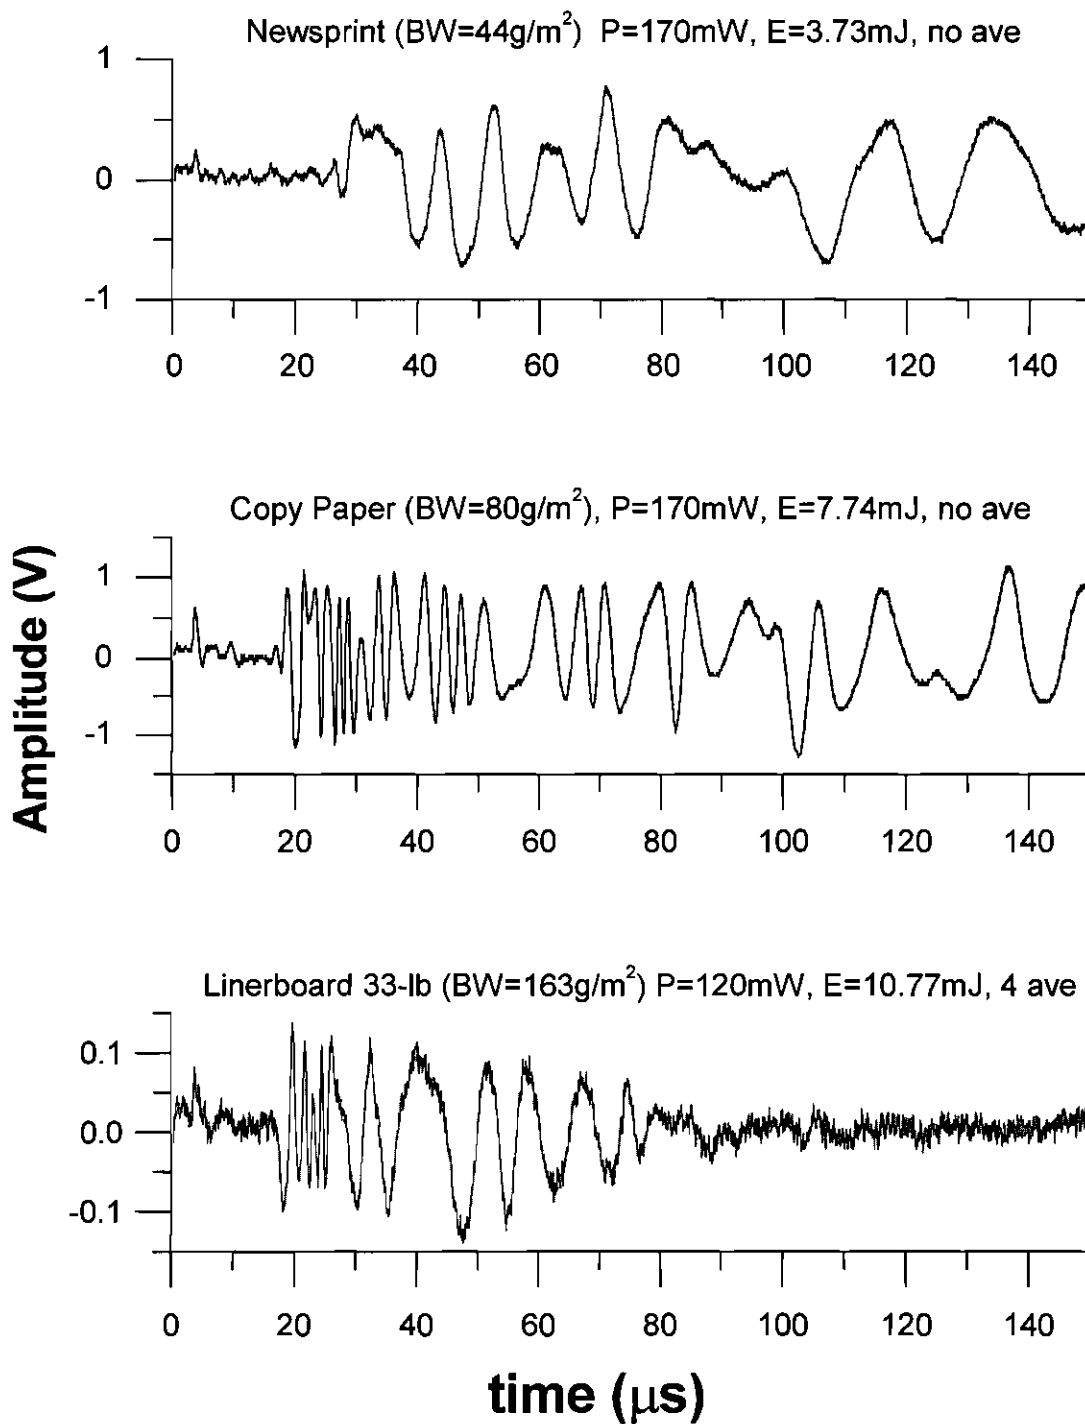 Newsprint (BW=44g/m²) P=170mW, E=3.73mJ, no ave
1
0
-1
0 20 40 60 80 100 120 140
Copy Paper (BW=80g/m²), P=170mW, E=7.74mJ, no ave
1
0
-1
0 20 40 60 80 100 120 140
Amplitude (V)
Linerboard 33-lb (BW=163g/m²) P=120mW, E=10.77mJ, 4 ave
0.1
0.0
-0.1
0 20 40 60 80 100 120 140
time (μs)